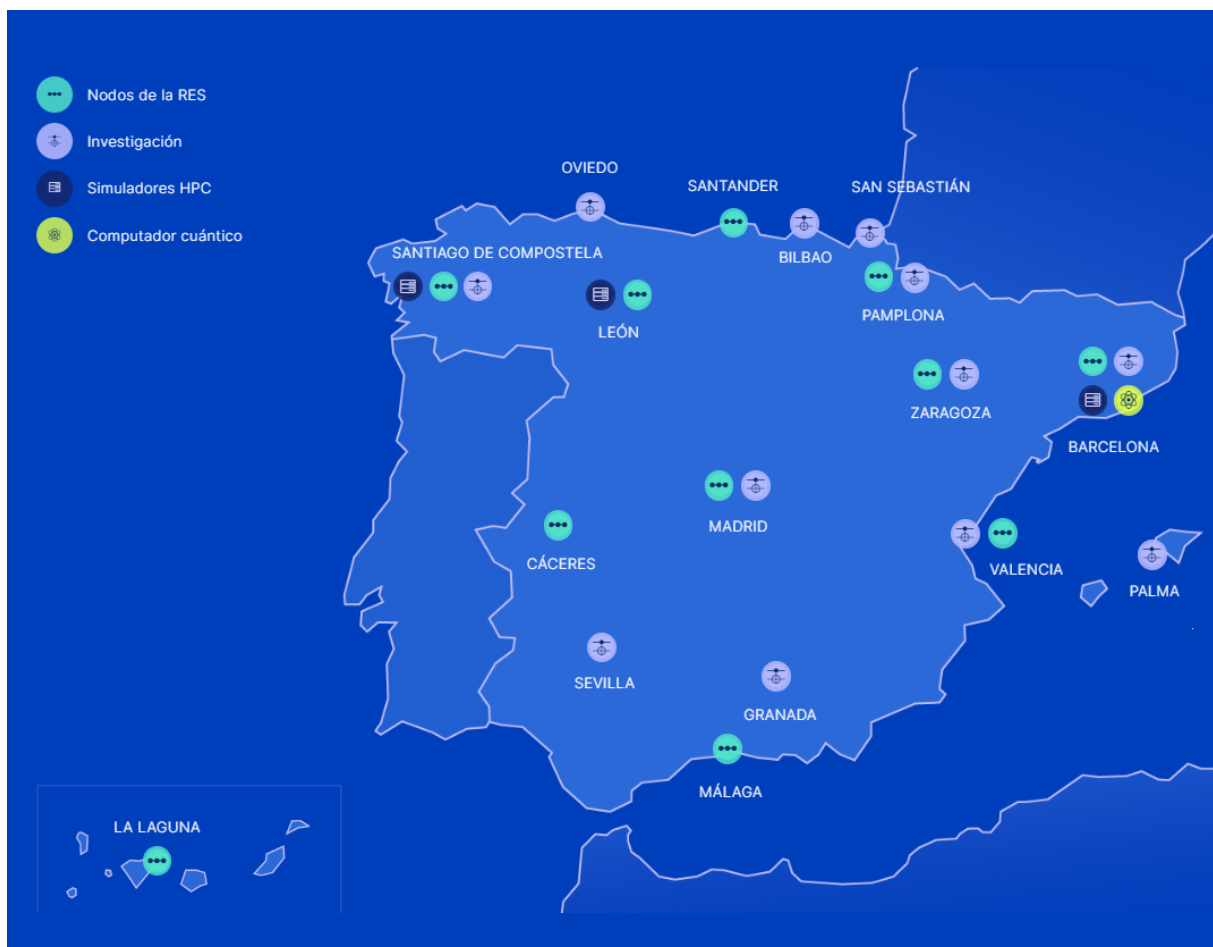 Nodos de la RES
Investigación
Simuladores HPC
Computador cuántico
OVIEDO
SANTANDER
SAN SEBASTIÁN
SANTIAGO DE COMPOSTELA
BILBAO
LEÓN
PAMPLONA
ZARAGOZA
BARCELONA
MADRID
CÁCERES
VALENCIA
PALMA
SEVILLA
GRANADA
MÁLAGA
LA LAGUNA